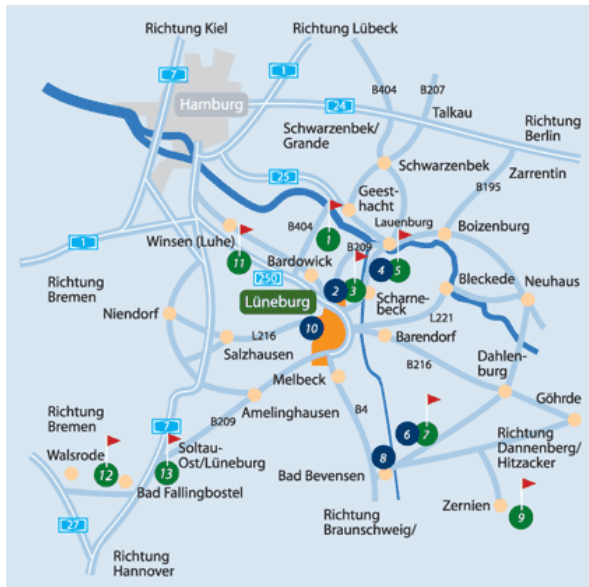 Richtung Kiel
Richtung Lübeck
7
1
B404
B207
Hamburg
24
Talkau
Schwarzenbek/
Grande
Richtung
Berlin
Schwarzenbek
Zarrentin
25
B195
Geest-
hacht
Lauenburg
Boizenburg
1
Winsen (Luhe)
B404
1
B209
11
Bardowick
4
5
Richtung
Bremen
250
Bleckede
Neuhaus
Lüneburg
2
3
Scharne-
beck
Niendorf
10
L221
L216
Barendorf
Salzhausen
B216
Dahlen-
burg
Melbeck
Göhrde
Amelinghausen
B4
Richtung
Bremen
B209
7
6
7
Richtung
Dannenberg/
Hitzacker
Walsrode
Soltau-
Ost/Lüneburg
8
12
13
Bad Bevensen
Bad Fallingbostel
Zernien
9
27
Richtung
Braunschweig/
Richtung
Hannover